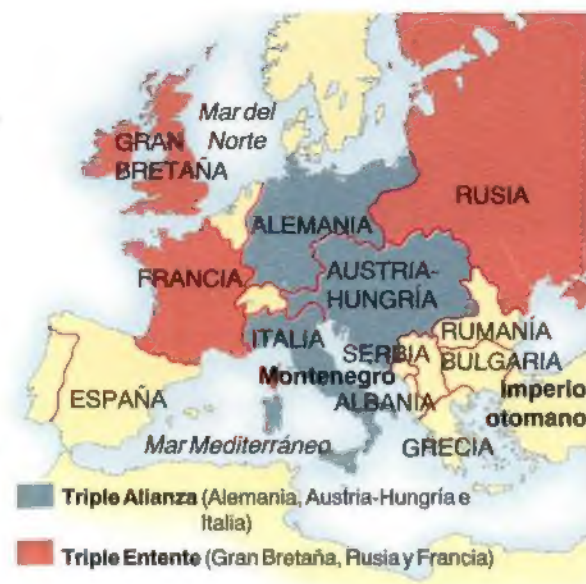 Mar del
Norte
GRAN
BRETAÑA
RUSIA
ALEMANIA
FRANCIA
AUSTRIA-
HUNGRÍA
ITALIA
RUMANÍA
SERBIA
BULGARIA
Montenegro
Imperio
otomano
ESPAÑA
ALBANIA
GRECIA
Mar Mediterráneo
Triple Alianza (Alemania, Austria-Hungría e
Italia)
Triple Entente (Gran Bretaña, Rusia y Francia)